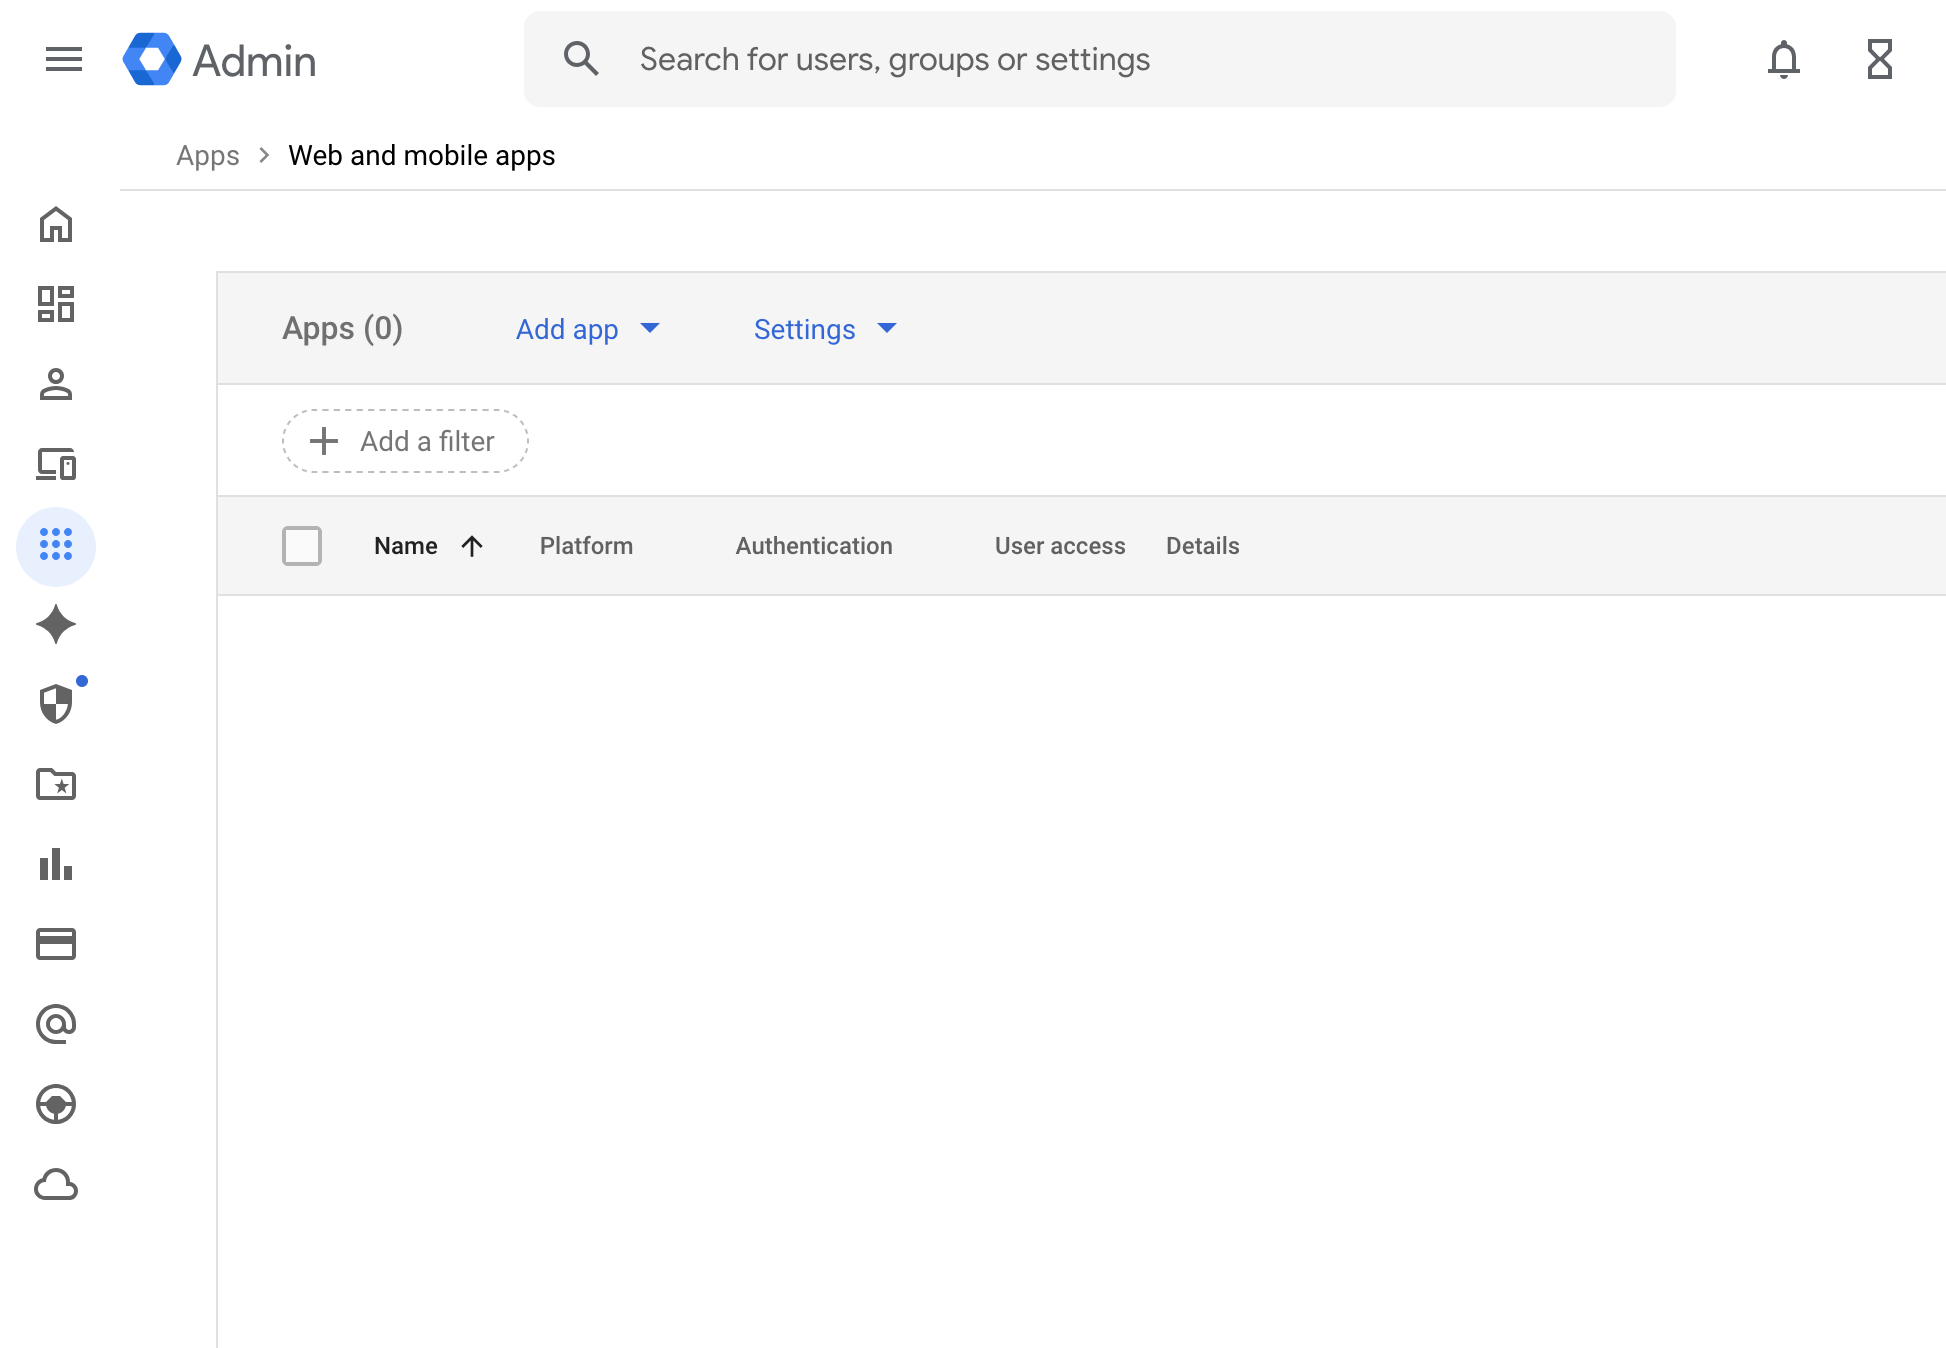 Admin
Search for users, groups or settings
Apps > Web and mobile apps
Apps (0) Add app Settings
Add a filter
Name Platform Authentication User access Details